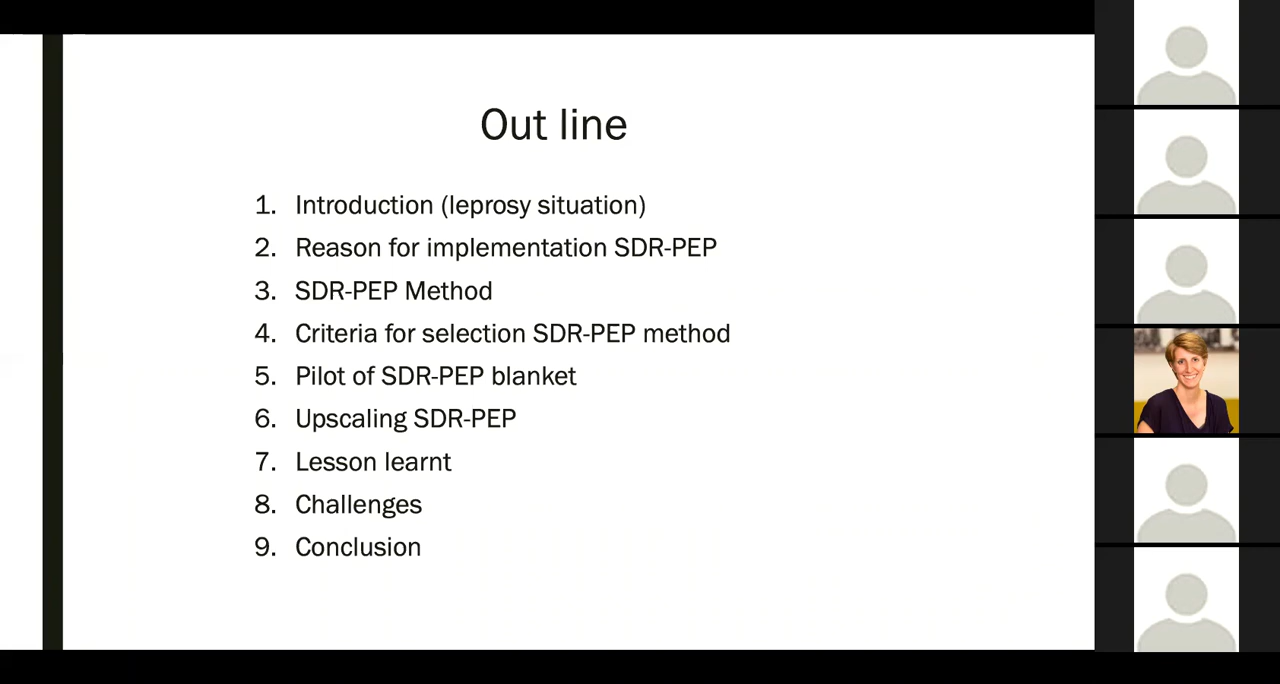 Out line
1. Introduction (leprosy situation)
2. Reason for implementation SDR-PEP
3. SDR-PEP Method
4. Criteria for selection SDR-PEP method
5. Pilot of SDR-PEP blanket
6. Upscaling SDR-PEP
7. Lesson learnt
8. Challenges
9. Conclusion